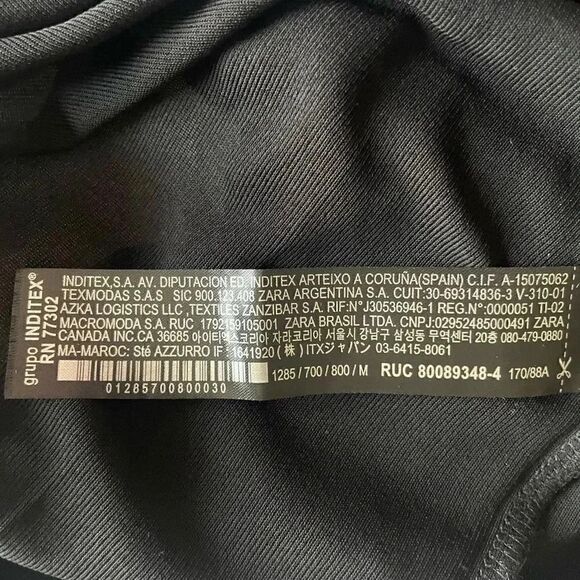 grupo INDITEX®
RN 77302
INDITEX,S.A. AV. DIPUTACION ED. INDITEX ARTEIXO A CORUÑA(SPAIN) C.I.F. A-15075062
TEXMODAS S.A.S SIC 900.123.408 ZARA ARGENTINA S.A. CUIT:30-69314836-3 V-310-01
AZKA LOGISTICS LLC ,TEXTILES ZANZIBAR S.A. RIF:N°J30536946-1 REG.N°:0000051 TI-02
MACROMODA S.A. RUC 1792159105001 ZARA BRASIL LTDA. CNPJ:02952485000491 ZARA
CANADA INC.CA 36685 아이티엑스코리아 자라코리아 서울시 강남구 삼성동 무역센터 20층 080-479-0880
MA-MAROC: Sté AZZURRO IF : 1641920 (株) ITXジャパン 03-6415-8061
01285700800030
1285 / 700 / 800 / M RUC 80089348-4 170/88A